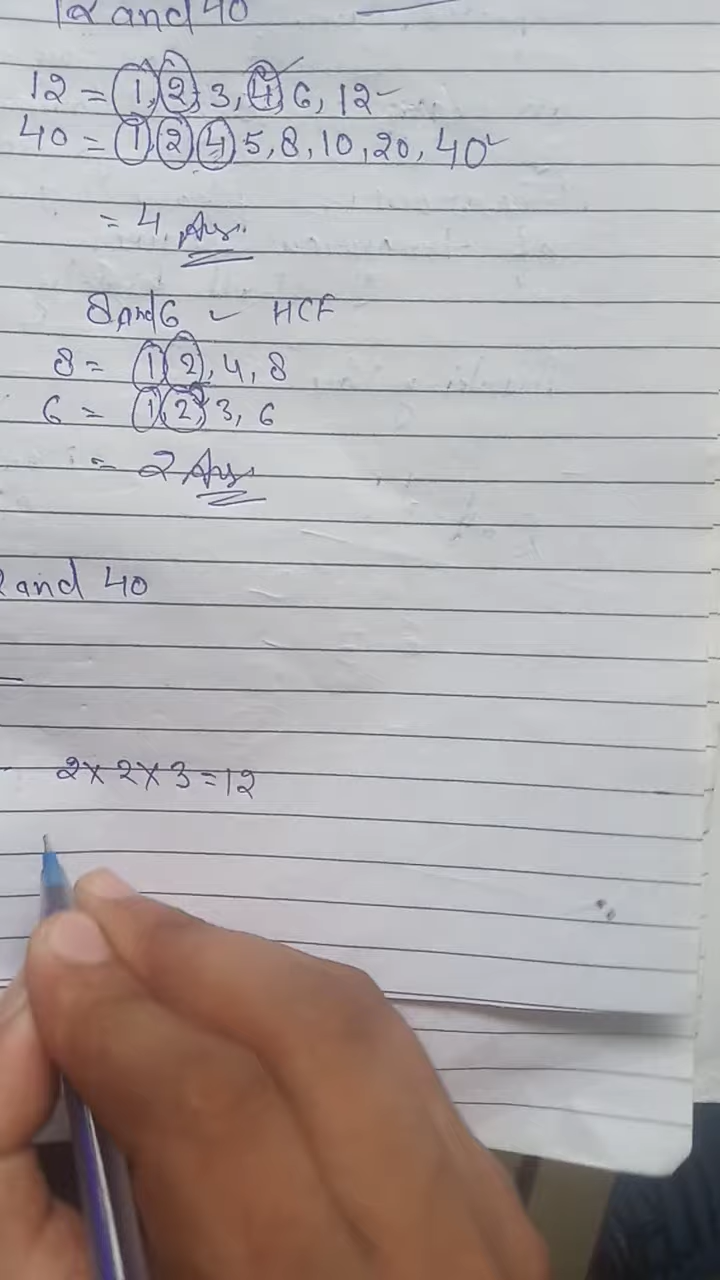 12 and 40
12 = 1, 2, 3, 4, 6, 12
40 = 1, 2 4 5, 8, 10, 20, 40
= 4 Ans.
8 and 6 - HCF
8 = 1 2, 4, 8
6 = 1, 2, 3, 6
= 2 Ans
and 40
2 x 2 x 3 = 12